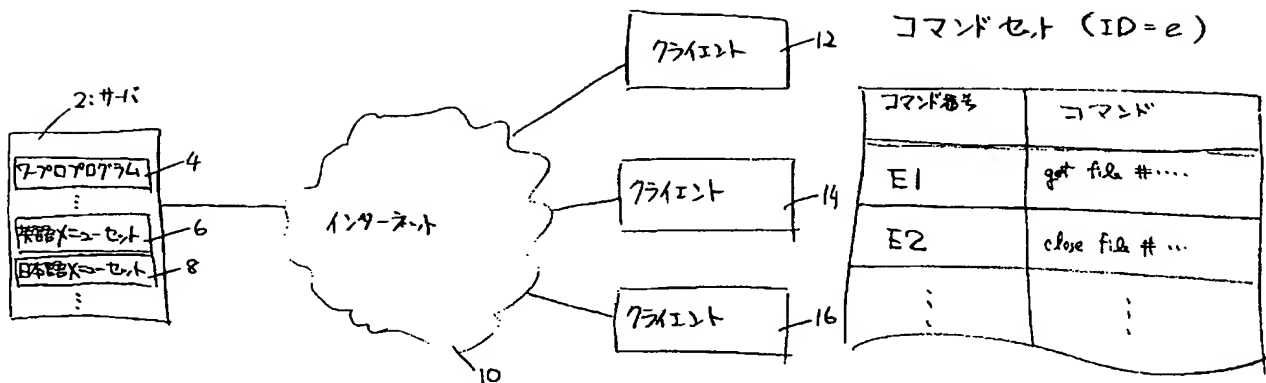 2:サーバ
ワープロプログラム
4
英語メニューセット
6
日本語メニューセット
8
インターネット
10
クライアント
12
クライアント
14
クライアント
16
コマンドセット (ID=e)
コマンド番号 コマンド
E1 get file #....
E2 close file #...